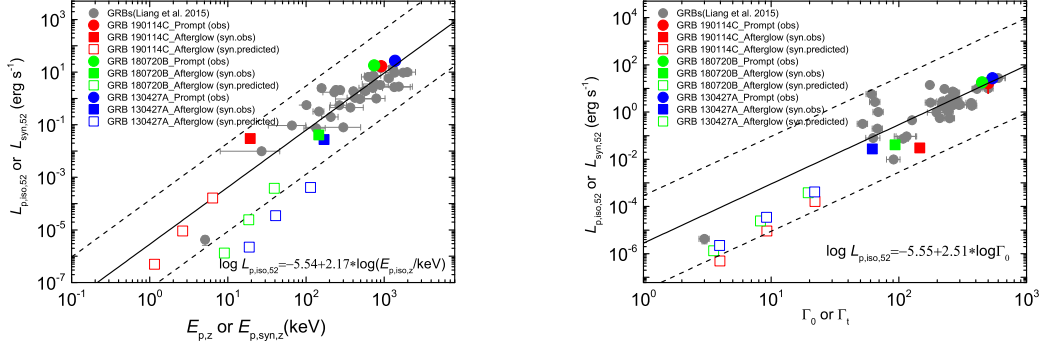 GRBs(Liang et al. 2015)
GRB 190114C_Prompt (obs)
GRB 190114C_Afterglow (syn.obs)
GRB 190114C_Afterglow (syn.predicted)
GRB 180720B_Prompt (obs)
GRB 180720B_Afterglow (syn.obs)
GRB 180720B_Afterglow (syn.predicted)
GRB 130427A_Prompt (obs)
GRB 130427A_Afterglow (syn.obs)
GRB 130427A_Afterglow (syn.predicted)
10^5
10^3
10^1
10^-1
10^-3
10^-5
10^-7
L_p,iso,52 or L_syn,52 (erg s^-1)
log L_p,iso,52=−5.54+2.17*log(E_p,iso,z/keV)
10^-1 10^0 10^1 10^2 10^3
E_p,z or E_p,syn,z(keV)
GRBs(Liang et al. 2015)
GRB 190114C_Prompt (obs)
GRB 190114C_Afterglow (syn.obs)
GRB 190114C_Afterglow (syn.predicted)
GRB 180720B_Prompt (obs)
GRB 180720B_Afterglow (syn.obs)
GRB 180720B_Afterglow (syn.predicted)
GRB 130427A_Prompt (obs)
GRB 130427A_Afterglow (syn.obs)
GRB 130427A_Afterglow (syn.predicted)
10^4
10^2
10^0
10^-2
10^-4
10^-6
L_p,iso,52 or L_syn,52 (erg s^-1)
log L_p,iso,52=−5.55+2.51*logΓ_0
10^0 10^1 10^2 10^3
Γ_0 or Γ_t